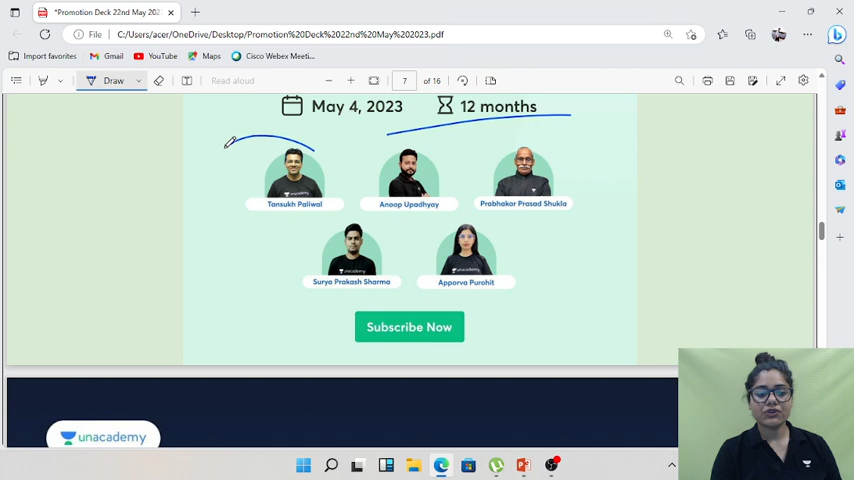 *Promotion Deck 22nd May 202
File
C:/Users/acer/OneDrive/Desktop/Promotion%20Deck%2022nd%20May%202023.pdf
Import favorites
Gmail
YouTube
Maps
Cisco Webex Meeti...
Draw
Read aloud
7 of 16
May 4, 2023
12 months
Tansukh Paliwal
Anoop Upadhyay
Prabhakar Prasad Shukla
unacademy
Surya Prakash Sharma
Apporva Purohit
Subscribe Now
unacademy